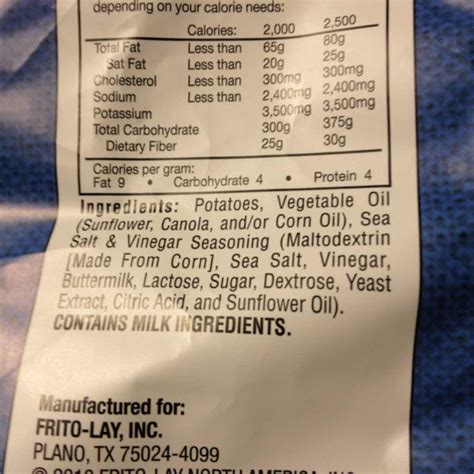 depending on your calorie needs:
Calories: 2,000 2,500
Total Fat Less than 65g 80g
Sat Fat Less than 20g 25g
Cholesterol Less than 300mg 300mg
Sodium Less than 2,400mg 2,400mg
Potassium 3,500mg 3,500mg
Total Carbohydrate 300g 375g
Dietary Fiber 25g 30g
Calories per gram:
Fat 9 • Carbohydrate 4 • Protein 4
Ingredients: Potatoes, Vegetable Oil
(Sunflower, Canola, and/or Corn Oil), Sea
Salt & Vinegar Seasoning (Maltodextrin
[Made From Corn], Sea Salt, Vinegar,
Buttermilk, Lactose, Sugar, Dextrose, Yeast
Extract, Citric Acid, and Sunflower Oil).
CONTAINS MILK INGREDIENTS.
Manufactured for:
FRITO-LAY, INC.
PLANO, TX 75024-4099
FRITO-LAY NORTH AMERICA, INC.